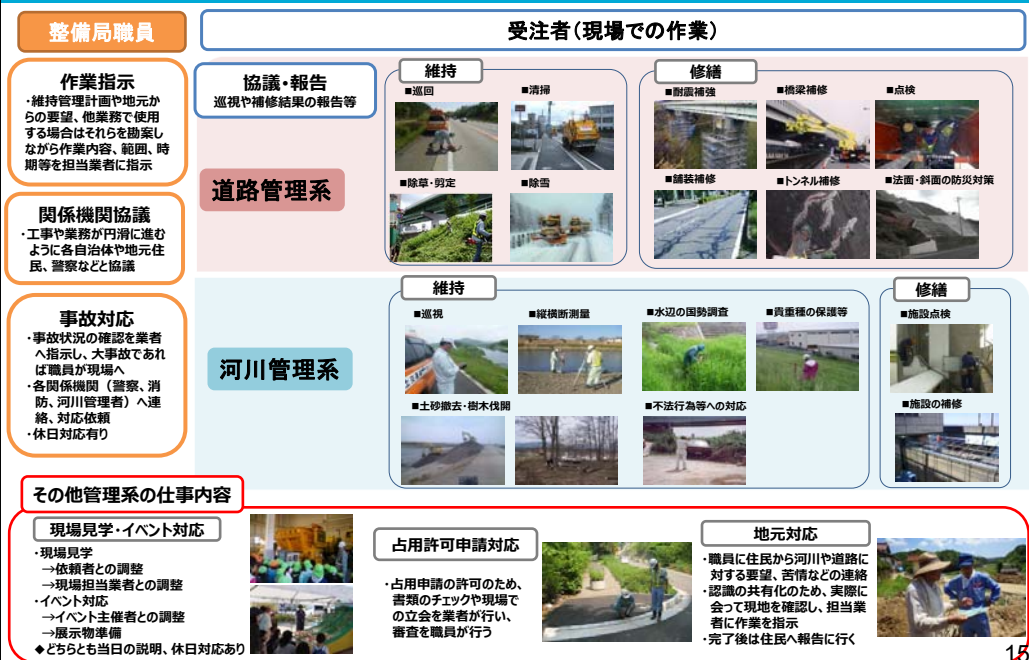 整備局職員
受注者（現場での作業）
作業指示
・維持管理計画や地元か
らの要望、他業務で使用
する場合はそれらを勘案し
ながら作業内容、範囲、時
期等を担当業者に指示
関係機関協議
・工事や業務が円滑に進む
ように各自治体や地元住
民、警察などと協議
事故対応
・事故状況の確認を業者
へ指示し、大事故であれ
ば職員が現場へ
・各関係機関（警察、消
防、河川管理者）へ連
絡、対応依頼
・休日対応有り
協議・報告
巡視や補修結果の報告等
道路管理系
維持
■巡回
■清掃
■除草・剪定
■除雪
修繕
■耐震補強
■橋梁補修
■点検
■舗装補修
■トンネル補修
■法面・斜面の防災対策
河川管理系
維持
■巡視
■縦横断測量
■水辺の国勢調査
■貴重種の保護等
■土砂撤去・樹木伐開
■不法行為等への対応
修繕
■施設点検
■施設の補修
その他管理系の仕事内容
現場見学・イベント対応
・現場見学
→依頼者との調整
→現場担当業者との調整
・イベント対応
→イベント主催者との調整
→展示物準備
◆どちらとも当日の説明、休日対応あり
占用許可申請対応
・占用申請の許可のため、
書類のチェックや現場で
の立会を業者が行い、
審査を職員が行う
地元対応
・職員に住民から河川や道路に
対する要望、苦情などの連絡
・認識の共有化のため、実際に
会って現地を確認し、担当業
者に作業を指示
・完了後は住民へ報告に行く
15